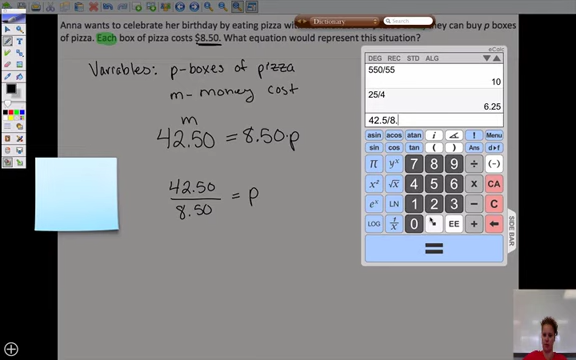 Dictionary
Search
Anna wants to celebrate her birthday by eating pizza wi
they can buy p boxes
of pizza. Each box of pizza costs $8.50. What equation would represent this situation?
Variables: p-boxes of pizza
m-money cost
m
42.50 = 8.50·p
42.50
8.50
= p
eCalc
DEG REC STD ALG
550/55
10
25/4
6.25
42.5/8.
asin acos atan i Menu
sin cos tan ( ) Ans d▸f
π y^x 7 8 9 ÷ (-)
x² √x 4 5 6 × CA
e^x LN 1 2 3 − C
LOG 1/x 0 EE +
=
SIDE BAR